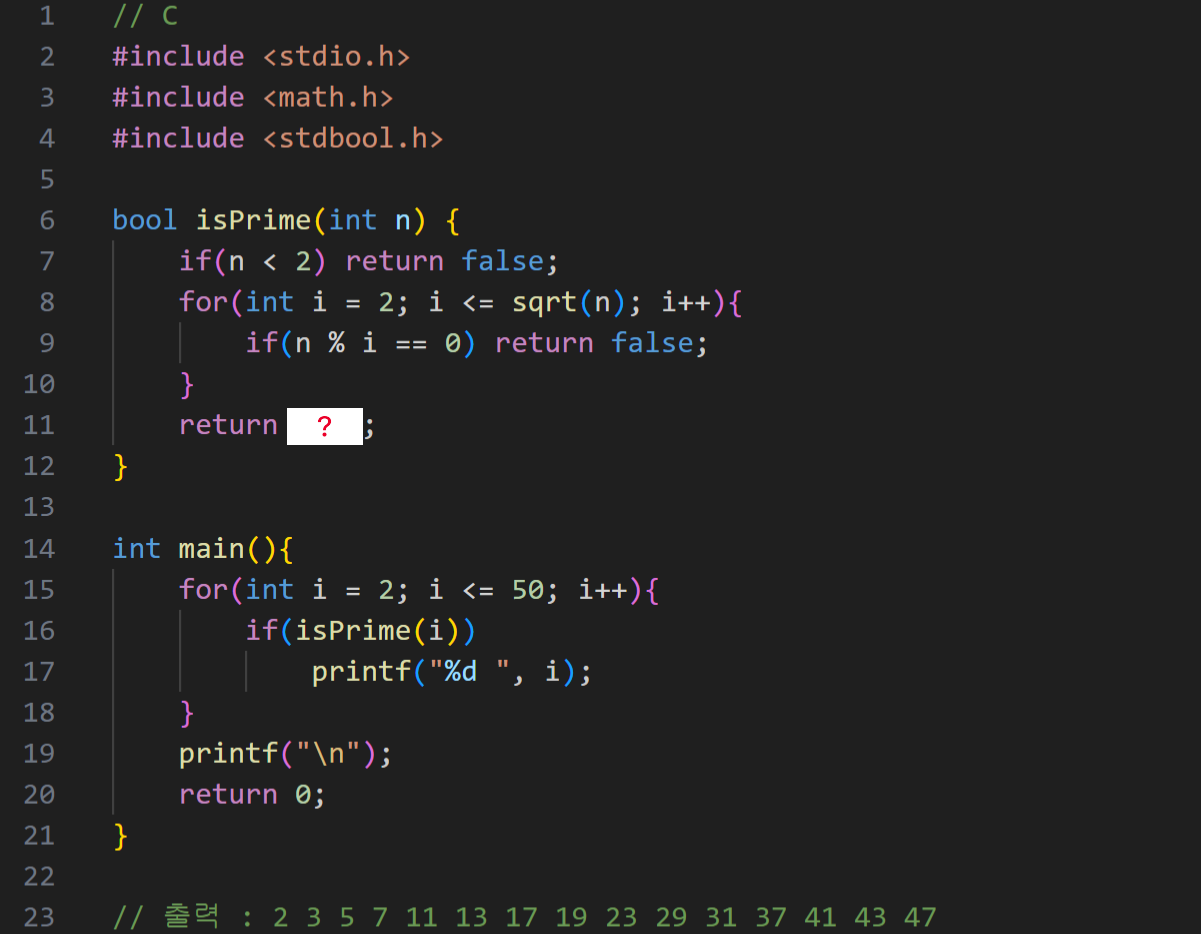 1 // C
2 #include <stdio.h>
3 #include <math.h>
4 #include <stdbool.h>
5
6 bool isPrime(int n) {
7     if(n < 2) return false;
8     for(int i = 2; i <= sqrt(n); i++){
9         if(n % i == 0) return false;
10     }
11     return ? ;
12 }
13
14 int main(){
15     for(int i = 2; i <= 50; i++){
16         if(isPrime(i))
17             printf("%d ", i);
18     }
19     printf("\n");
20     return 0;
21 }
22
23 // 출력 : 2 3 5 7 11 13 17 19 23 29 31 37 41 43 47